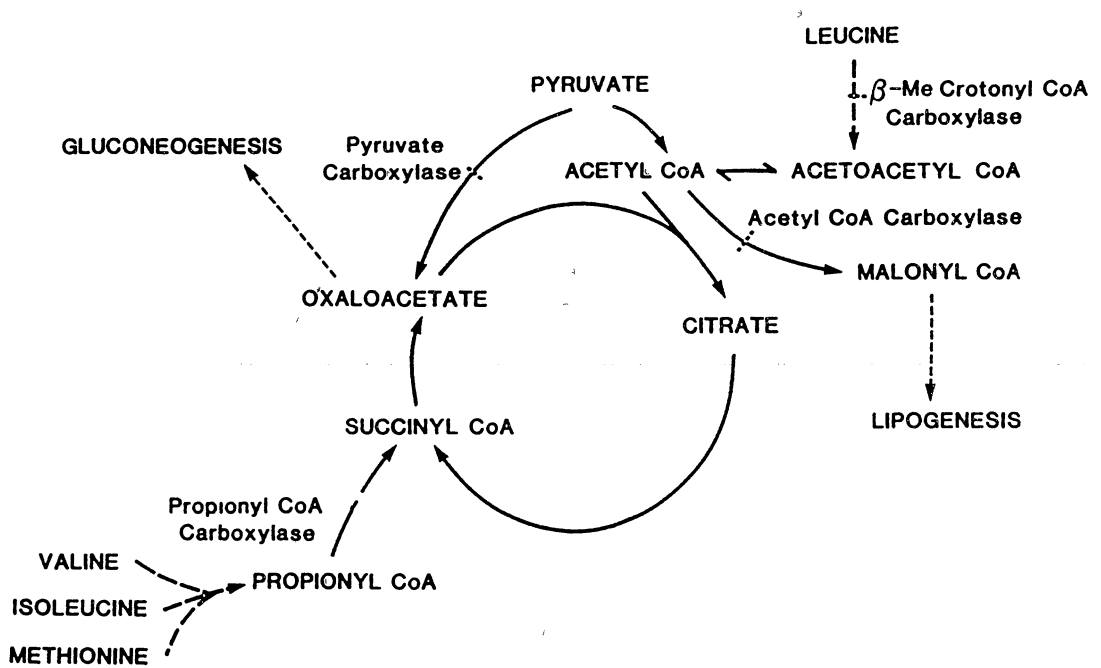 LEUCINE
PYRUVATE
β-Me Crotonyl CoA
Carboxylase
GLUCONEOGENESIS
Pyruvate
Carboxylase
ACETYL CoA
ACETOACETYL CoA
Acetyl CoA Carboxylase
MALONYL CoA
OXALOACETATE
CITRATE
SUCCINYL CoA
LIPOGENESIS
Propionyl CoA
Carboxylase
VALINE
PROPIONYL CoA
ISOLEUCINE
METHIONINE